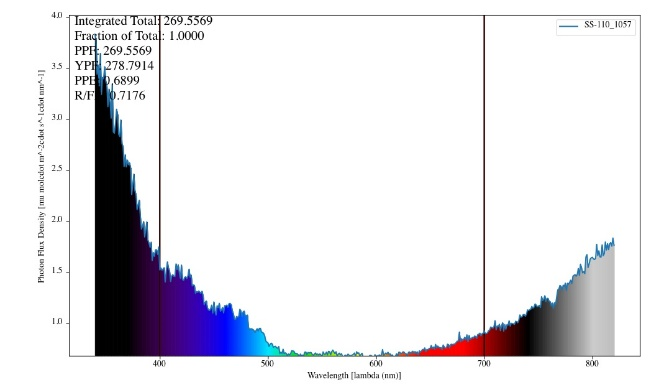 Integrated Total: 269.5569
Fraction of Total: 1.0000
PPF: 269.5569
YPF: 278.7914
PPE: 0.6899
R/F 0.7176
SS-110_1057
4.0
3.5
3.0
2.5
2.0
1.5
1.0
Photon Flux Density [mu molcdot m^-2cdot s^-1cdot nm^-1]
400
500
600
700
800
Wavelength [lambda (nm)]